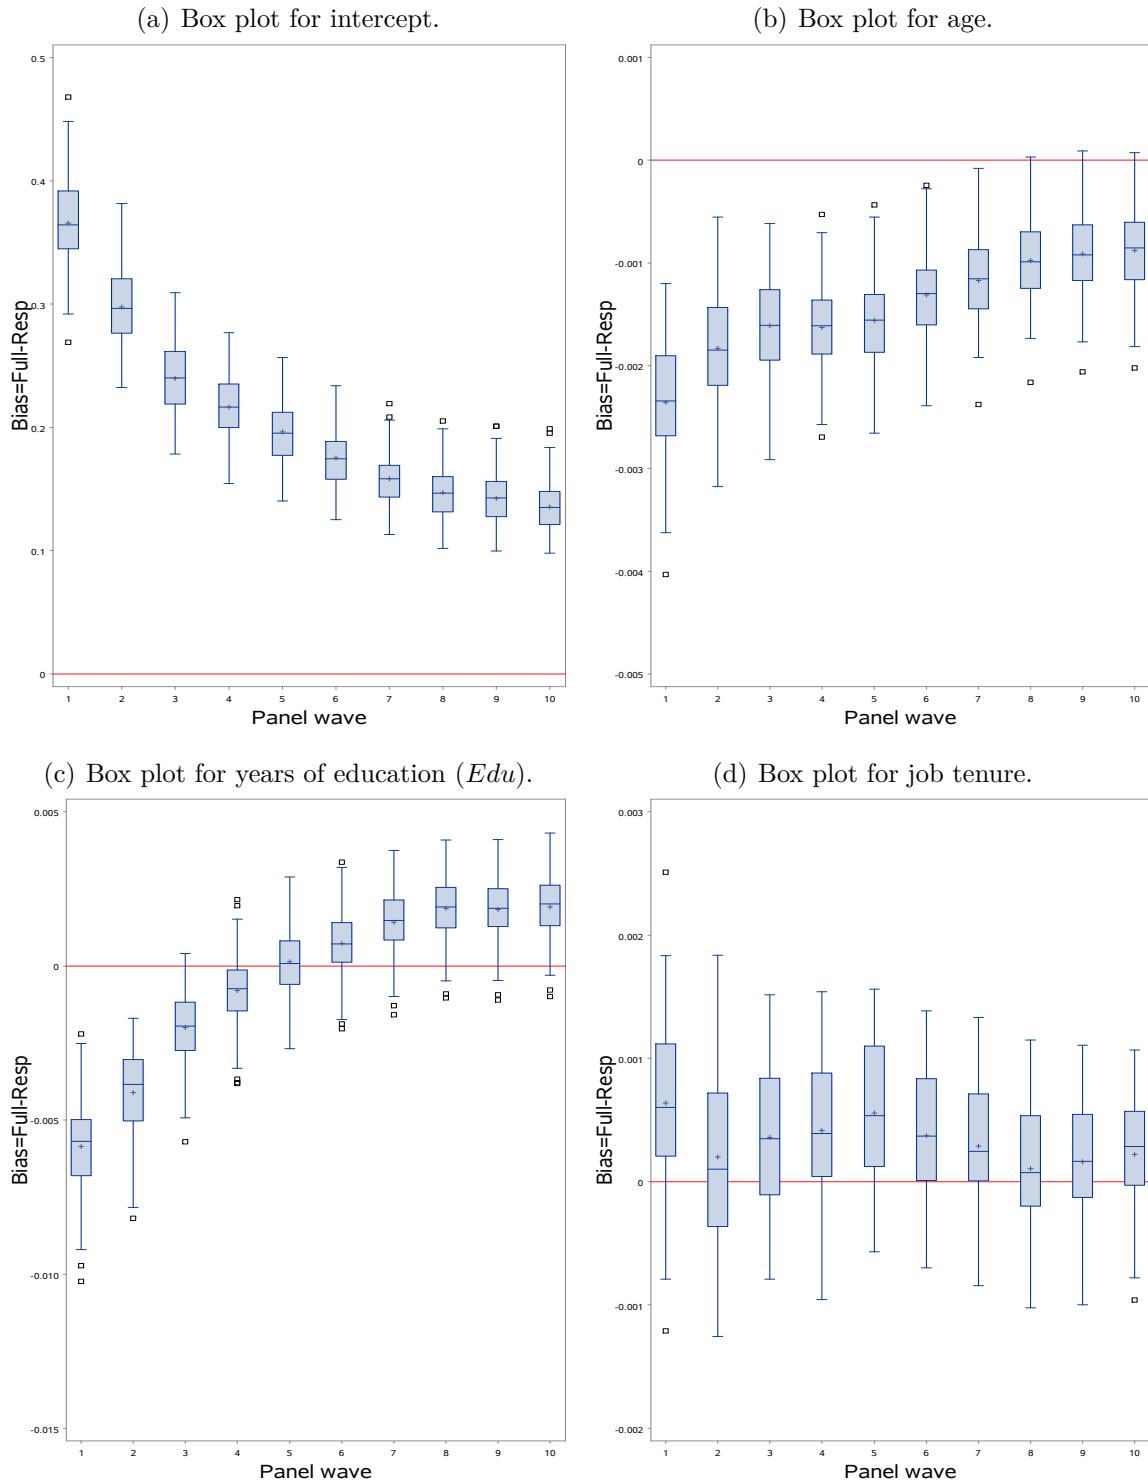 (a) Box plot for intercept.
0.5
0.4
0.3
0.2
0.1
0
Bias=Full-Resp
1 2 3 4 5 6 7 8 9 10
Panel wave
(b) Box plot for age.
0.001
0
-0.001
-0.002
-0.003
-0.004
-0.005
Bias=Full-Resp
1 2 3 4 5 6 7 8 9 10
Panel wave
(c) Box plot for years of education (Edu).
0.005
0
-0.005
-0.010
-0.015
Bias=Full-Resp
1 2 3 4 5 6 7 8 9 10
Panel wave
(d) Box plot for job tenure.
0.003
0.002
0.001
0
-0.001
-0.002
Bias=Full-Resp
1 2 3 4 5 6 7 8 9 10
Panel wave